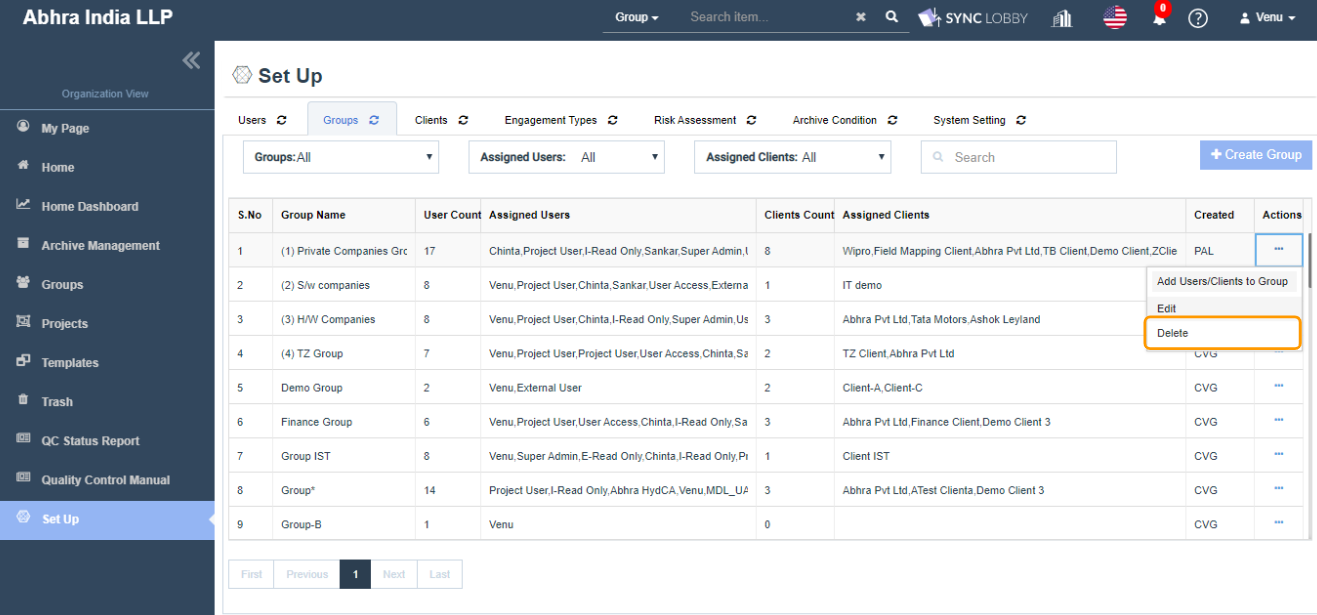 Abhra India LLP
Group Search item... SYNC LOBBY 0 ? Venu
Organization View
My Page
Home
Home Dashboard
Archive Management
Groups
Projects
Templates
Trash
QC Status Report
Quality Control Manual
Set Up
Set Up
Users Groups Clients Engagement Types Risk Assessment Archive Condition System Setting
Groups:All Assigned Users: All Assigned Clients: All Search + Create Group
S.No Group Name User Count Assigned Users Clients Count Assigned Clients Created Actions
1 (1) Private Companies Grc 17 Chinta,Project User,I-Read Only,Sankar,Super Admin,U 8 Wipro,Field Mapping Client,Abhra Pvt Ltd,TB Client,Demo Client,ZClie PAL ...
2 (2) S/w companies 8 Venu,Project User,Chinta,Sankar,User Access,Externa 1 IT demo
3 (3) H/W Companies 8 Venu,Project User,Chinta,I-Read Only,Super Admin,Us 3 Abhra Pvt Ltd,Tata Motors,Ashok Leyland
4 (4) TZ Group 7 Venu,Project User,Project User,User Access,Chinta,Sa 2 TZ Client,Abhra Pvt Ltd CVG ...
5 Demo Group 2 Venu,External User 2 Client-A,Client-C CVG ...
6 Finance Group 6 Venu,Project User,User Access,Chinta,I-Read Only,Sa 3 Abhra Pvt Ltd,Finance Client,Demo Client 3 CVG ...
7 Group IST 8 Venu,Super Admin,E-Read Only,Chinta,I-Read Only,Pr 1 Client IST CVG ...
8 Group* 14 Project User,I-Read Only,Abhra HydCA,Venu,MDL_UA 3 Abhra Pvt Ltd,ATest Clienta,Demo Client 3 CVG ...
9 Group-B 1 Venu 0 CVG ...
Add Users/Clients to Group
Edit
Delete
First Previous 1 Next Last